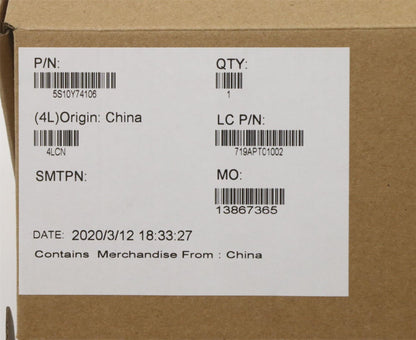 P/N:
QTY:
5S10Y74106
1
(4L)Origin: China
LC P/N:
4LCN
719APT01002
SMTPN:
MO:
13867365
DATE: 2020/3/12 18:33:27
Contains Merchandise From : China